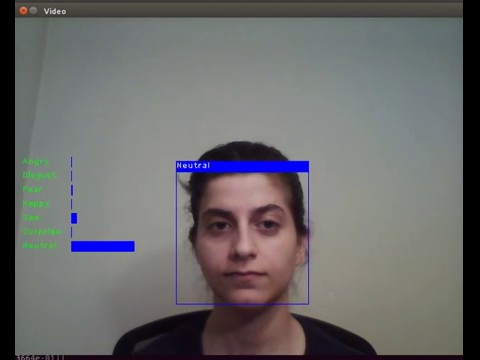 Video
Neutral
Angry
Disgust
Fear
Happy
Sad
Surprise
Neutral